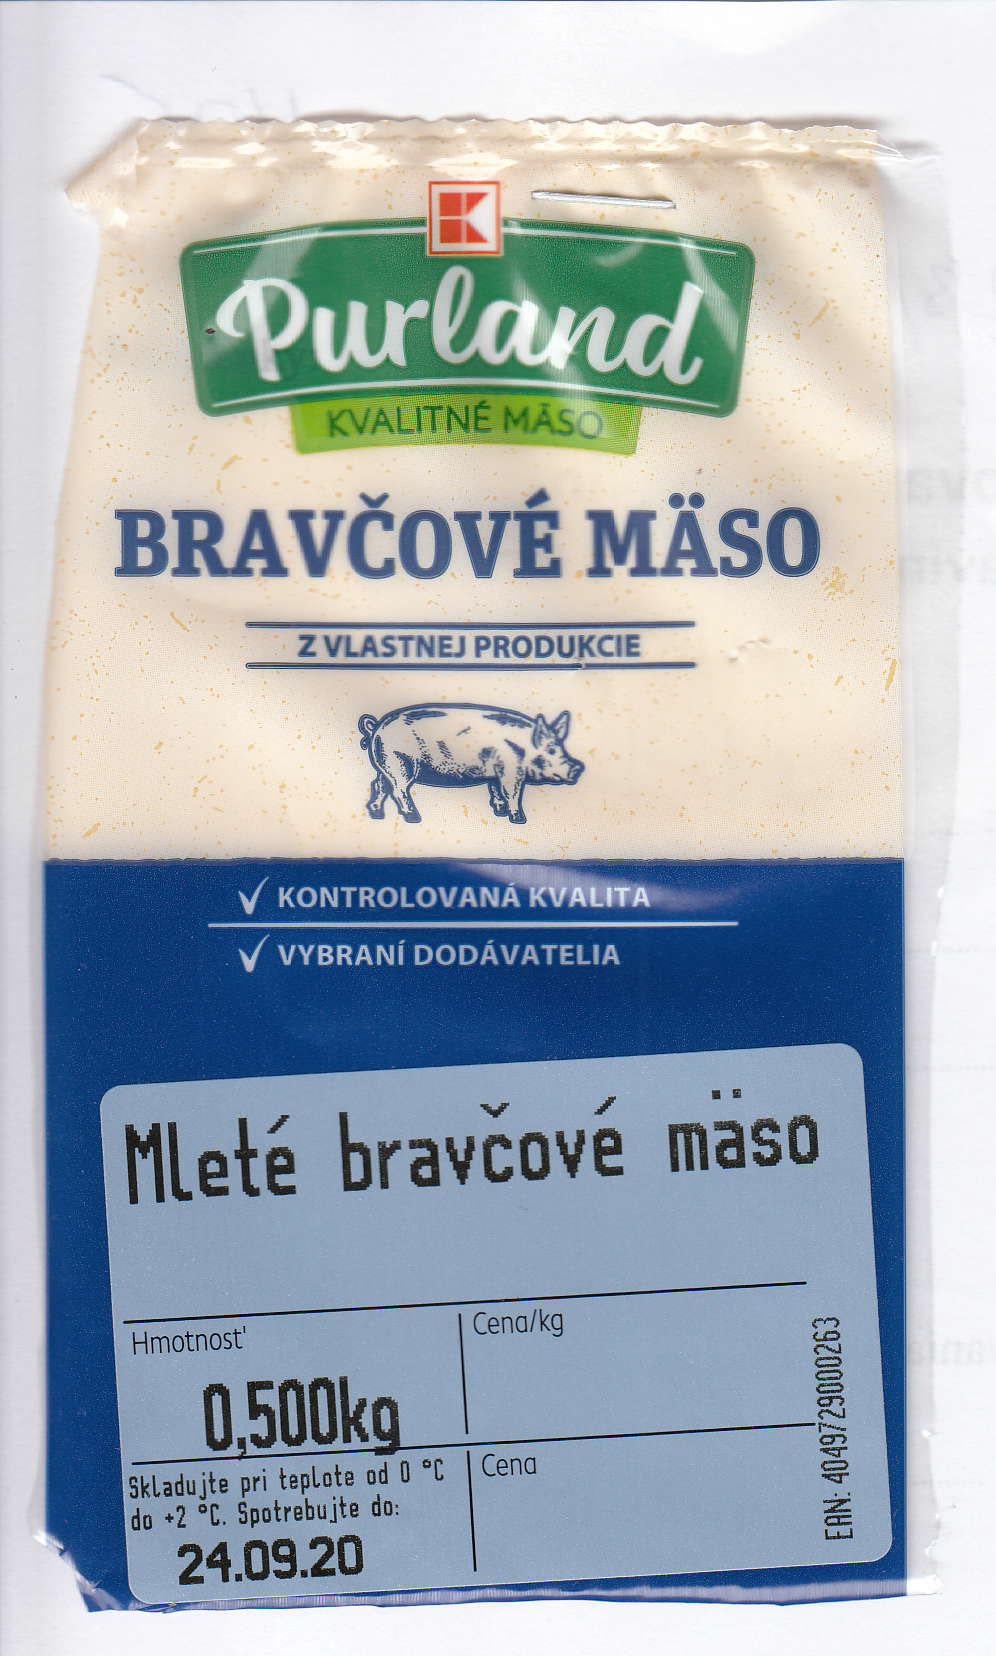 K
Purland
KVALITNÉ MÄSO
BRAVČOVÉ MÄSO
Z VLASTNEJ PRODUKCIE
KONTROLOVANÁ KVALITA
VYBRANÍ DODÁVATELIA
Mleté bravčové mäso
Hmotnosť
0,500kg
Cena/kg
Skladujte pri teplote od 0 °C
do +2 °C. Spotrebujte do:
24.09.20
Cena
EAN: 4049729000263